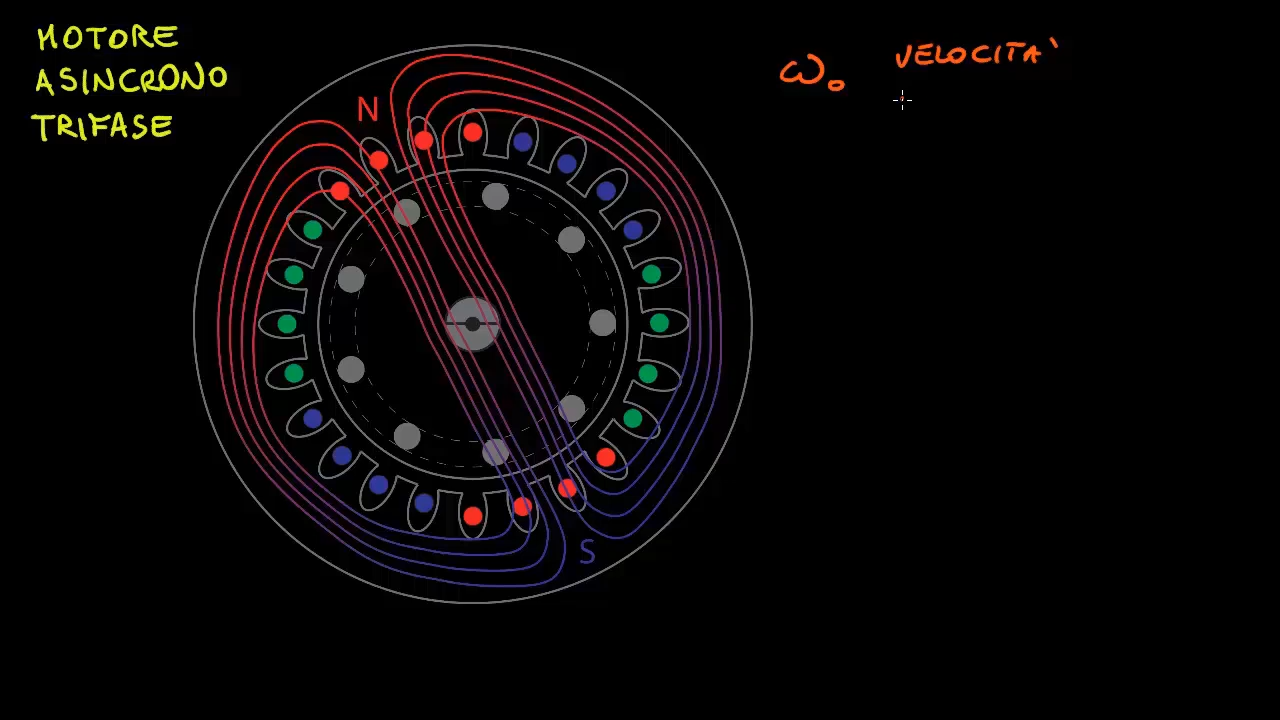 MOTORE
ASINCRONO
TRIFASE
N
S
ω₀ VELOCITA'